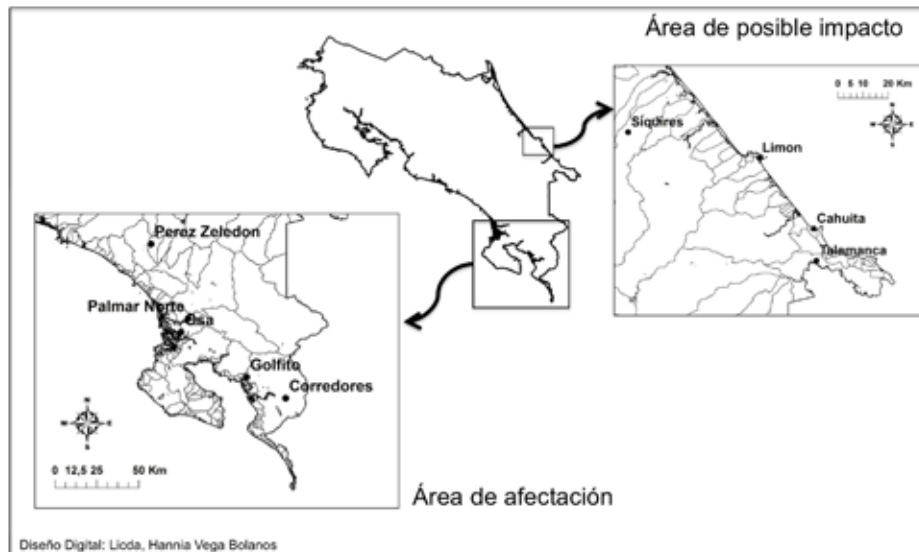 Área de posible impacto
0 5 10 20 Km
Siquires
Limon
Cahuita
Talamanca
Perez Zeledon
Palmar Norte
Osa
Golfito
Corredores
0 12,5 25 50 Km
Área de afectación
Diseño Digital: Licda, Hannia Vega Bolanos